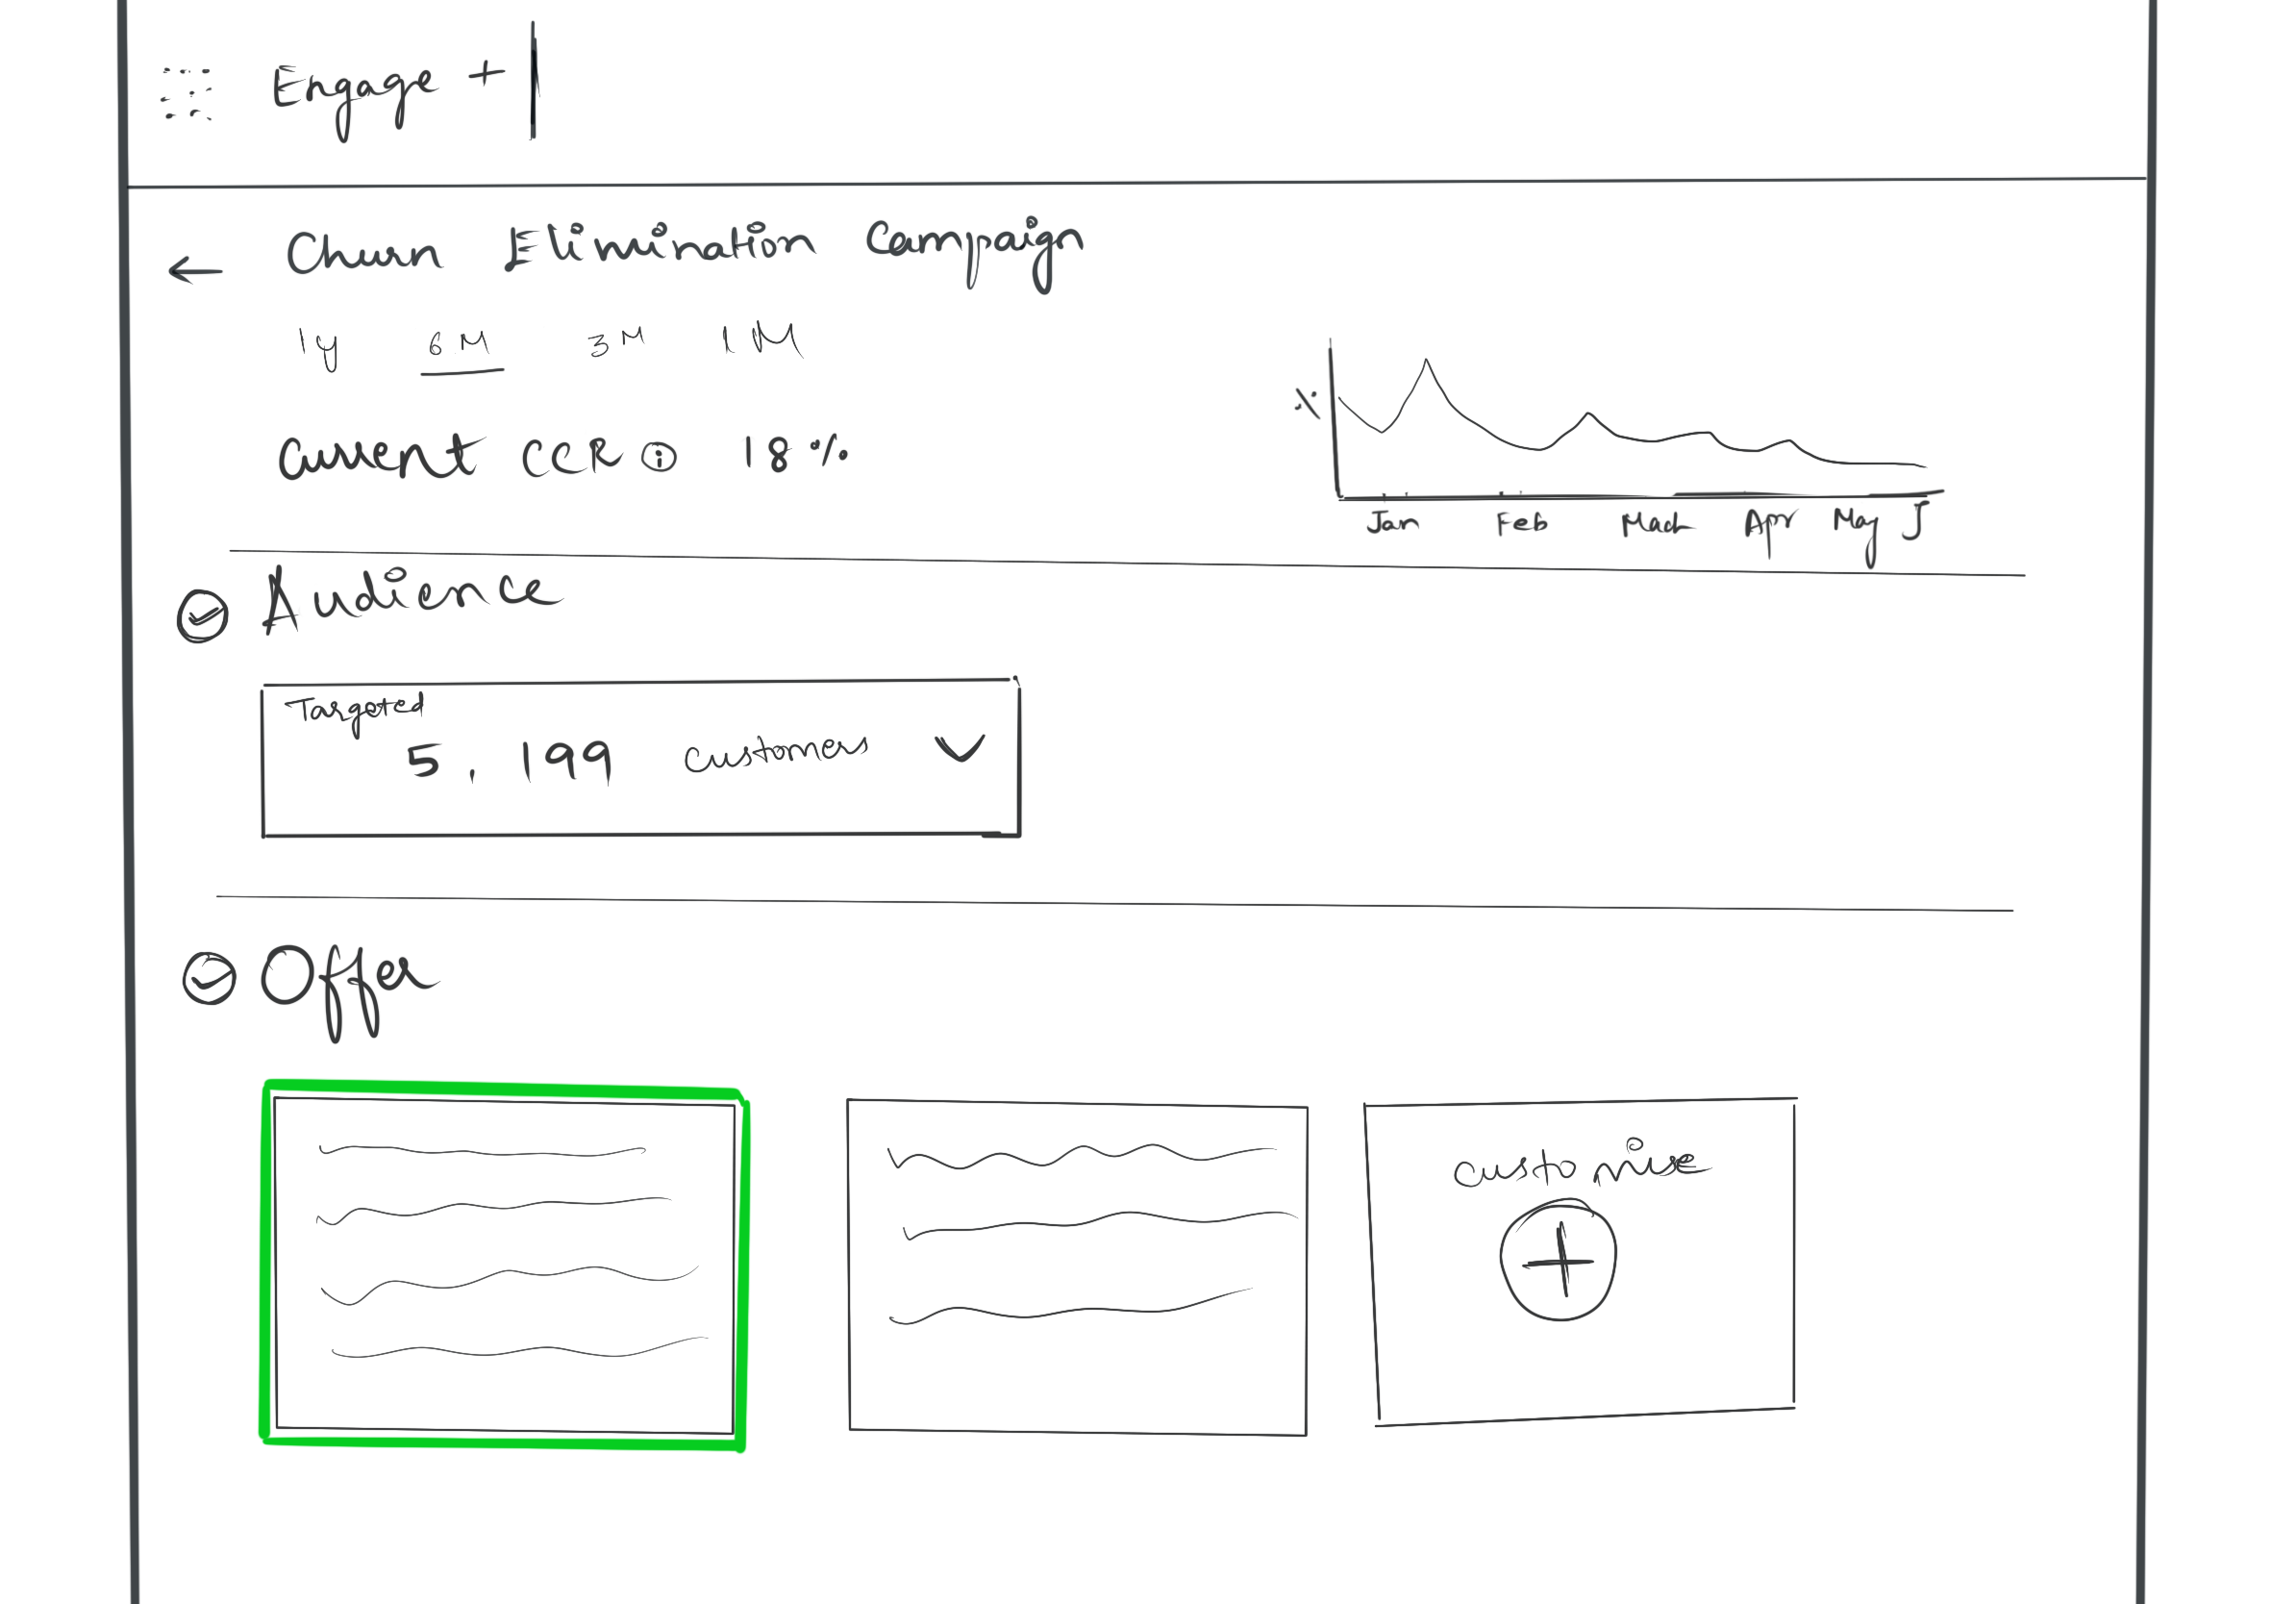 Engage +
Churn Elimination Campaign
1y 6M 3M 1M
Current CCR i 18%
%
Jan Feb March Apr May J
Audience
Targeted
5,199 customers
Offer
customise
+